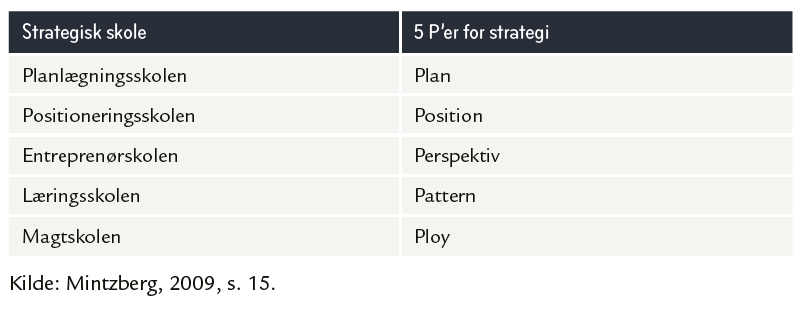 Strategisk skole 5 P’er for strategi
Planlægningsskolen Plan
Positioneringsskolen Position
Entreprenørskolen Perspektiv
Læringsskolen Pattern
Magtskolen Ploy
Kilde: Mintzberg, 2009, s. 15.